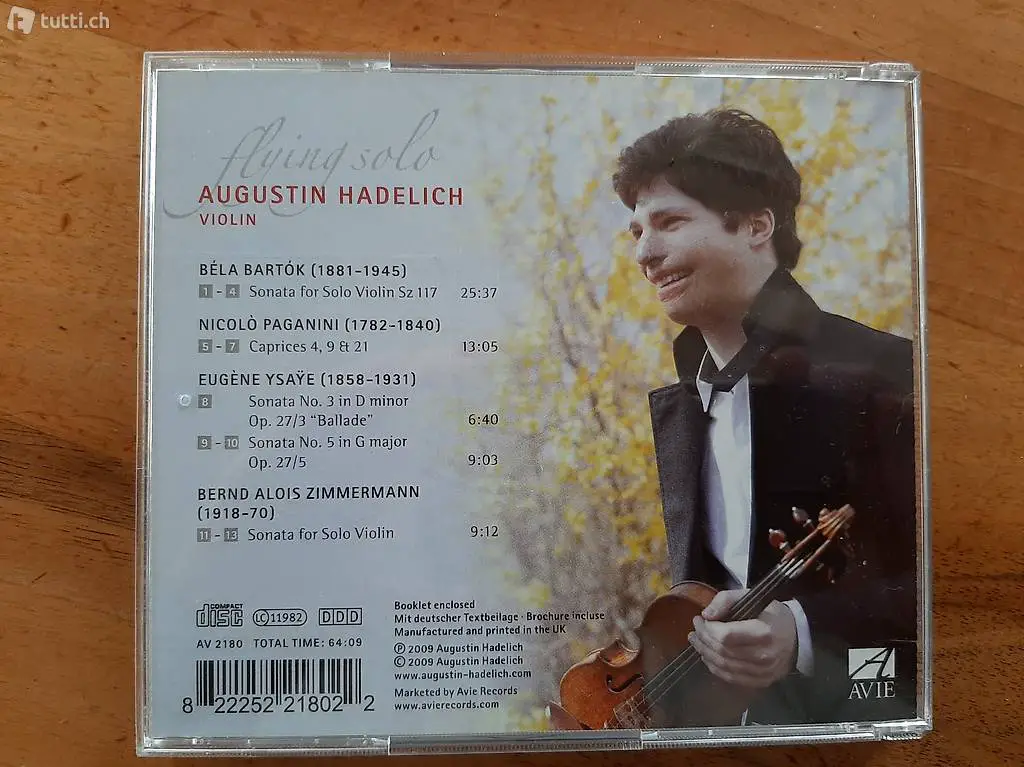 tutti.ch
flying solo
AUGUSTIN HADELICH
VIOLIN
BÉLA BARTÓK (1881–1945)
1 - 4 Sonata for Solo Violin Sz 117 25:37
NICOLÒ PAGANINI (1782–1840)
5 - 7 Caprices 4, 9 & 21 13:05
EUGÈNE YSAŸE (1858–1931)
8 Sonata No. 3 in D minor
Op. 27/3 “Ballade” 6:40
9 - 10 Sonata No. 5 in G major
Op. 27/5 9:03
BERND ALOIS ZIMMERMANN
(1918–70)
11 - 13 Sonata for Solo Violin 9:12
COMPACT
disc
LC 11982
DDD
AV 2180 TOTAL TIME: 64:09
8 22252 21802 2
Booklet enclosed
Mit deutscher Textbeilage · Brochure incluse
Manufactured and printed in the UK
℗ 2009 Augustin Hadelich
© 2009 Augustin Hadelich
www.augustin-hadelich.com
Marketed by Avie Records
www.avierecords.com
A
AVIE